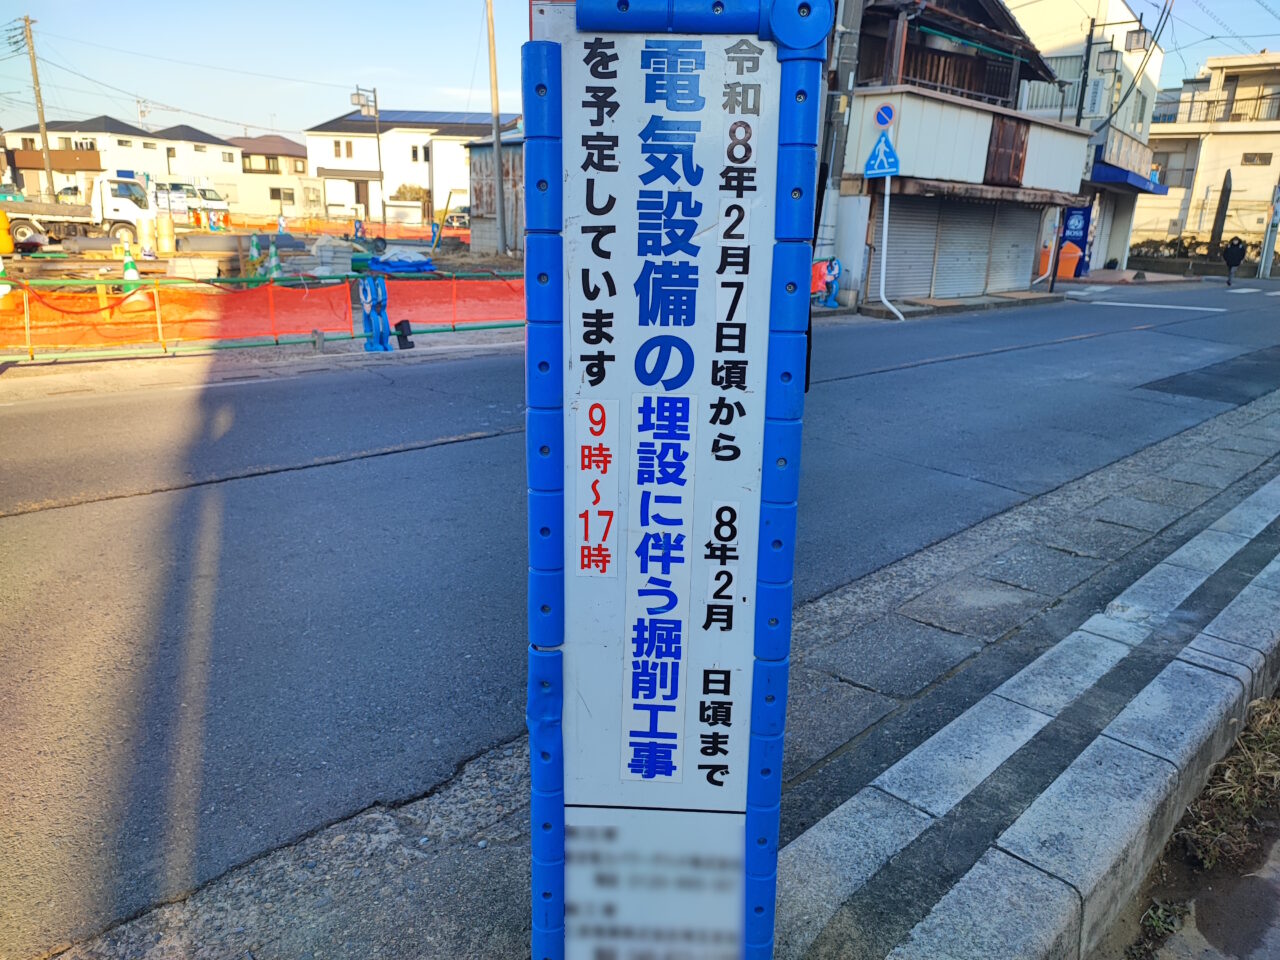 令和8年2月7日頃から 8年2月 日頃まで
電気設備の埋設に伴う掘削工事
を予定しています 9時～17時
BOSS